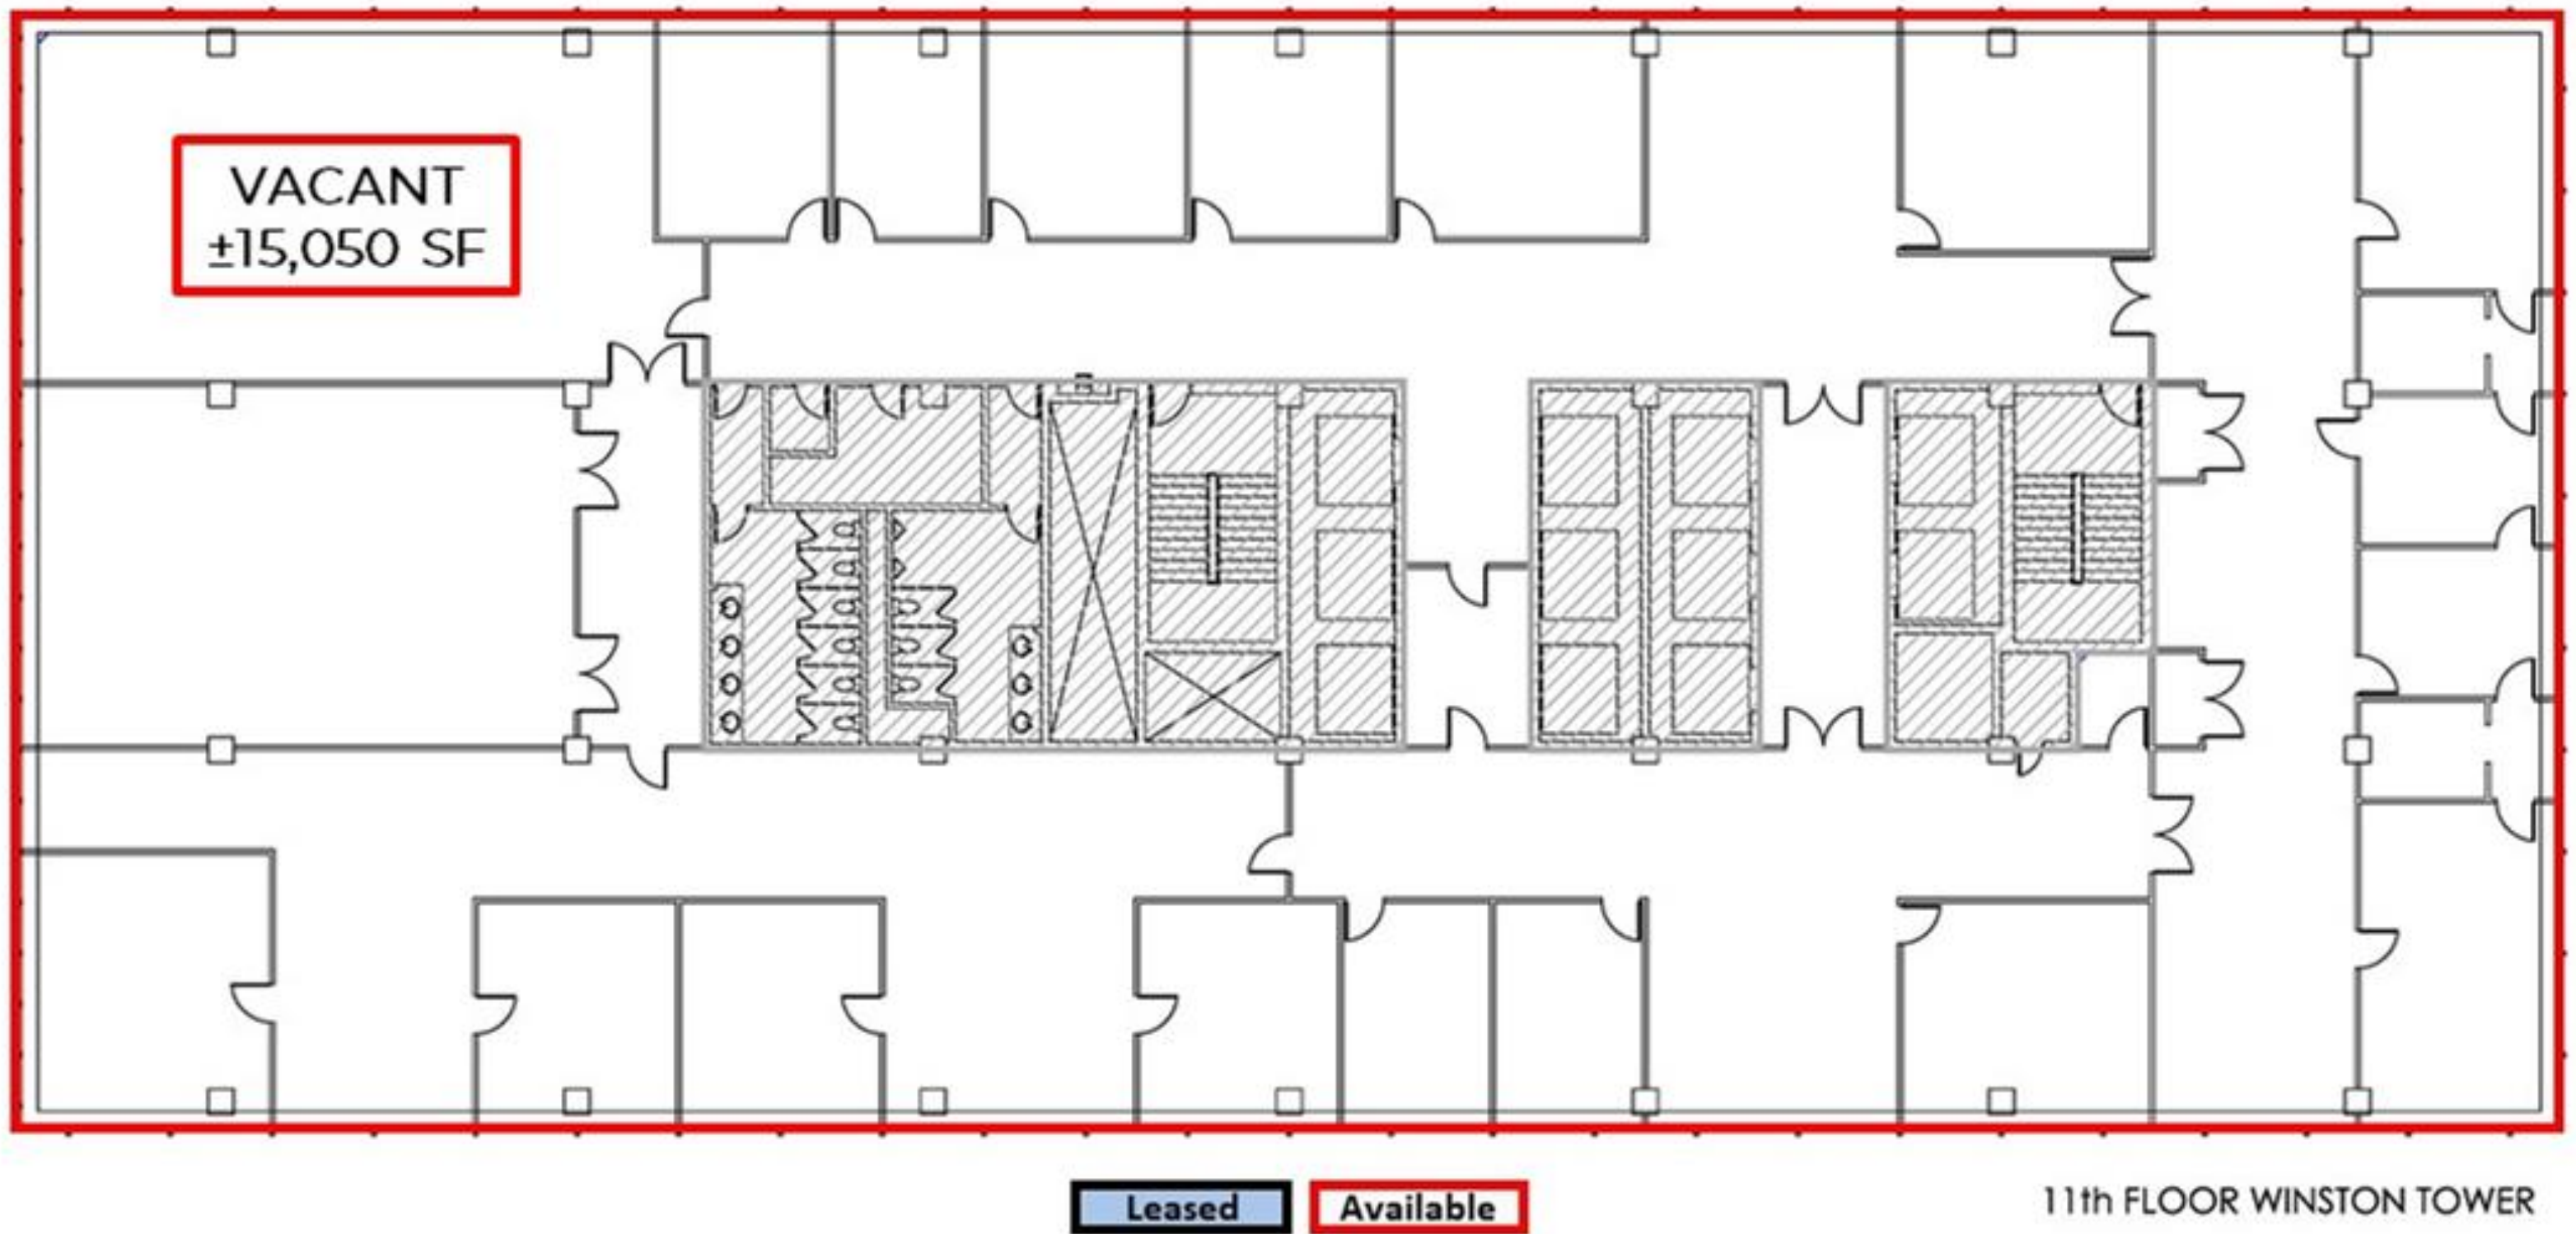 VACANT
±15,050 SF
Leased
Available
11th FLOOR WINSTON TOWER